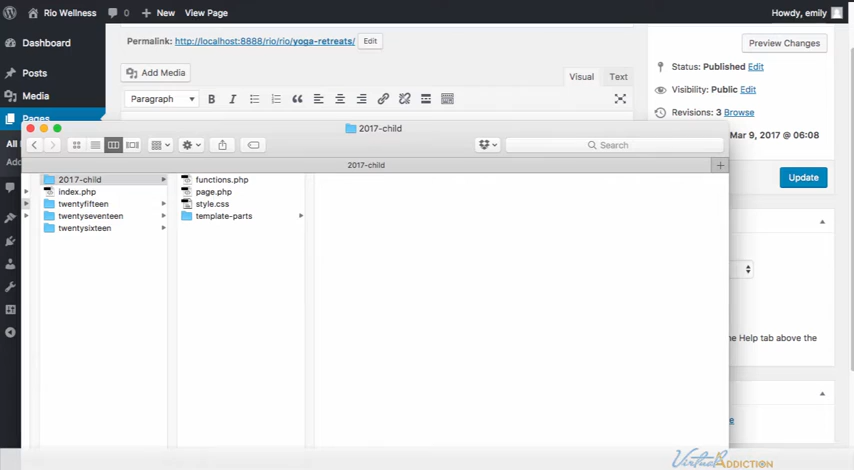 Rio Wellness 0 New View Page Howdy, emily
Dashboard
Posts
Media
Pages
Permalink: http://localhost:8888/rio/rio/yoga-retreats/ Edit
Add Media
Visual Text
Paragraph B I
Preview Changes
Status: Published Edit
Visibility: Public Edit
Revisions: 3 Browse
Mar 9, 2017 @ 06:08
Update
2017-child
Search
2017-child
2017-child
index.php
twentyfifteen
twentyseventeen
twentysixteen
functions.php
page.php
style.css
template-parts
Help tab above the
Virtual ADDICTION